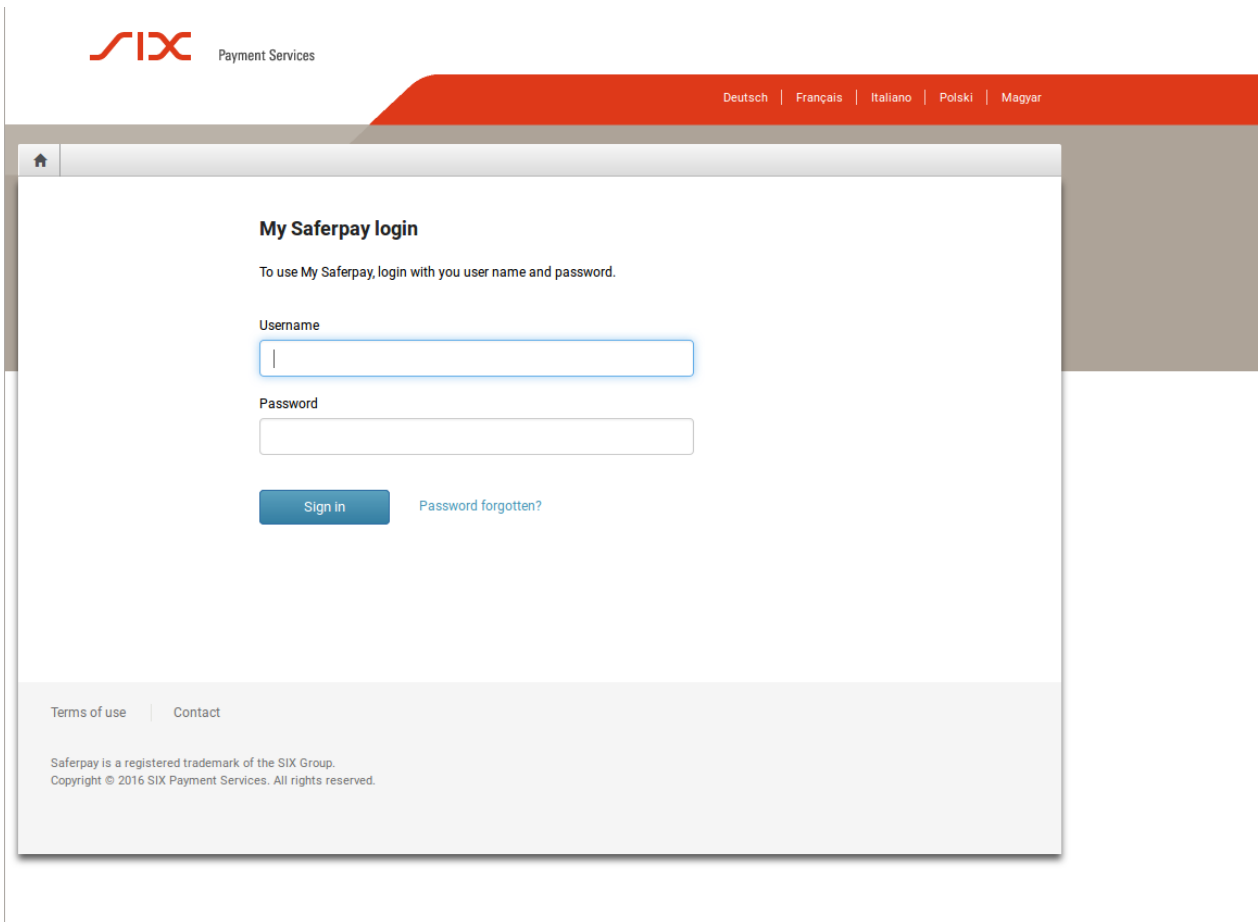 SIX Payment Services
Deutsch | Français | Italiano | Polski | Magyar
My Saferpay login
To use My Saferpay, login with you user name and password.
Username
Password
Sign in Password forgotten?
Terms of use Contact
Saferpay is a registered trademark of the SIX Group.
Copyright © 2016 SIX Payment Services. All rights reserved.